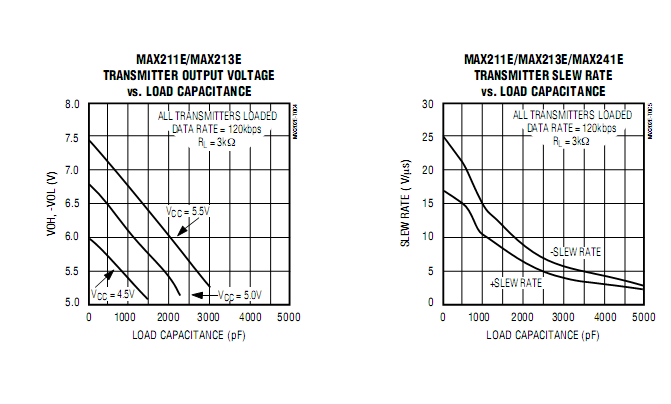 MAX211E/MAX213E
TRANSMITTER OUTPUT VOLTAGE
vs. LOAD CAPACITANCE
8.0
7.5
7.0
6.5
6.0
5.5
5.0
VOH, -VOL (V)
ALL TRANSMITTERS LOADED
DATA RATE = 120kbps
RL = 3kΩ
VCC = 5.5V
VCC = 4.5V
VCC = 5.0V
0 1000 2000 3000 4000 5000
LOAD CAPACITANCE (pF)
MAX211E/MAX213E/MAX241E
TRANSMITTER SLEW RATE
vs. LOAD CAPACITANCE
30
25
20
15
10
5
0
SLEW RATE (V/µs)
ALL TRANSMITTERS LOADED
DATA RATE = 120kbps
RL = 3kΩ
-SLEW RATE
+SLEW RATE
0 1000 2000 3000 4000 5000
LOAD CAPACITANCE (pF)